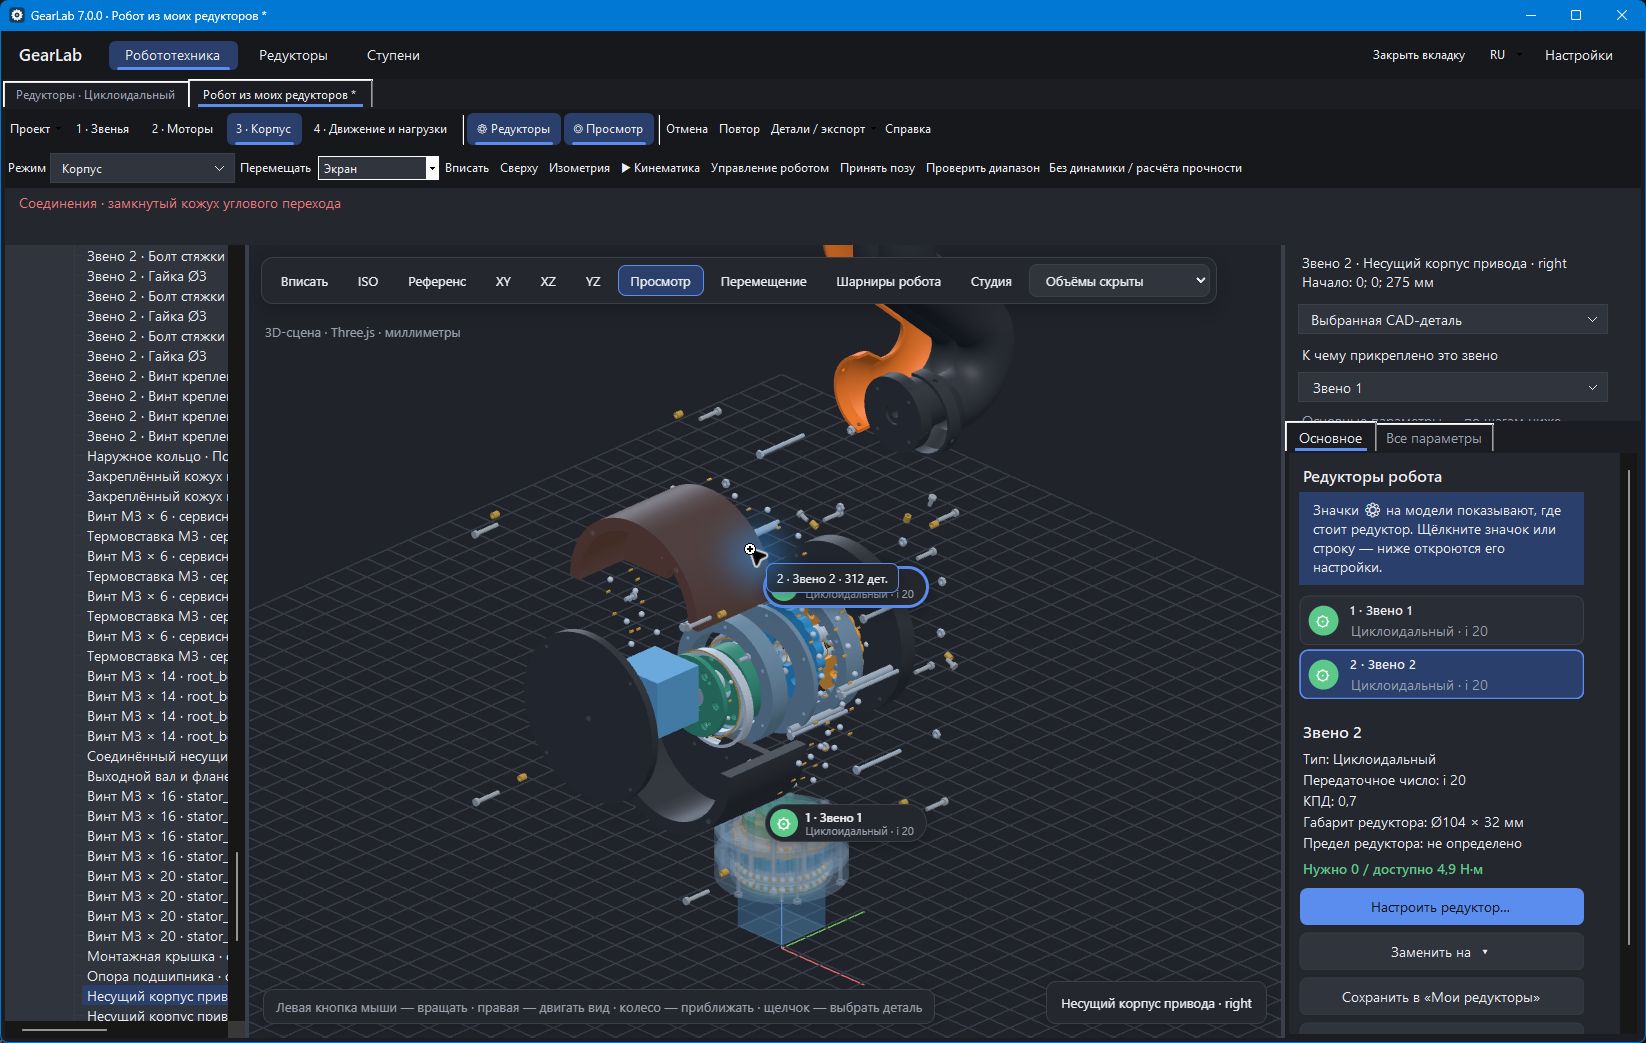 GearLab 7.0.0 · Робот из моих редукторов *
GearLab
Робототехника
Редукторы
Ступени
Закрыть вкладку
RU
Настройки
Редукторы · Циклоидальный
Робот из моих редукторов *
Проект
1 · Звенья
2 · Моторы
3 · Корпус
4 · Движение и нагрузки
Редукторы
Просмотр
Отмена
Повтор
Детали / экспорт
Справка
Режим
Корпус
Перемещать
Экран
Вписать
Сверху
Изометрия
Кинематика
Управление роботом
Принять позу
Проверить диапазон
Без динамики / расчёта прочности
Соединения · замкнутый кожух углового перехода
Звено 2 · Болт стяжки
Звено 2 · Гайка Ø3
Звено 2 · Болт стяжки
Звено 2 · Гайка Ø3
Звено 2 · Болт стяжки
Звено 2 · Гайка Ø3
Звено 2 · Винт крепле
Звено 2 · Винт крепле
Звено 2 · Винт крепле
Звено 2 · Винт крепле
Наружное кольцо · По
Закреплённый кожух
Закреплённый кожух
Винт М3 × 6 · сервисн
Термовставка М3 · сер
Винт М3 × 6 · сервисн
Термовставка М3 · сер
Винт М3 × 6 · сервисн
Термовставка М3 · сер
Винт М3 × 6 · сервисн
Термовставка М3 · сер
Винт М3 × 14 · root_b
Винт М3 × 14 · root_b
Винт М3 × 14 · root_b
Винт М3 × 14 · root_b
Соединённый несущи
Выходной вал и флане
Винт М3 × 16 · stator_
Винт М3 × 16 · stator_
Винт М3 × 16 · stator_
Винт М3 × 16 · stator_
Винт М3 × 20 · stator_
Винт М3 × 20 · stator_
Винт М3 × 20 · stator_
Винт М3 × 20 · stator_
Монтажная крышка ·
Опора подшипника ·
Несущий корпус прив
Несущий корпус прив
Вписать
ISO
Референс
XY
XZ
YZ
Просмотр
Перемещение
Шарниры робота
Студия
Объёмы скрыты
3D-сцена · Three.js · миллиметры
2 · Звено 2 · 312 дет.
Циклоидальный · i 20
1 · Звено 1
Циклоидальный · i 20
Левая кнопка мыши — вращать · правая — двигать вид · колесо — приближать · щелчок — выбрать деталь
Несущий корпус привода · right
Звено 2 · Несущий корпус привода · right
Начало: 0; 0; 275 мм
Выбранная CAD-деталь
К чему прикреплено это звено
Звено 1
Основное
Все параметры
Редукторы робота
Значки на модели показывают, где
стоит редуктор. Щёлкните значок или
строку — ниже откроются его
настройки.
1 · Звено 1
Циклоидальный · i 20
2 · Звено 2
Циклоидальный · i 20
Звено 2
Тип: Циклоидальный
Передаточное число: i 20
КПД: 0,7
Габарит редуктора: Ø104 × 32 мм
Предел редуктора: не определено
Нужно 0 / доступно 4,9 Н·м
Настроить редуктор...
Заменить на
Сохранить в «Мои редукторы»